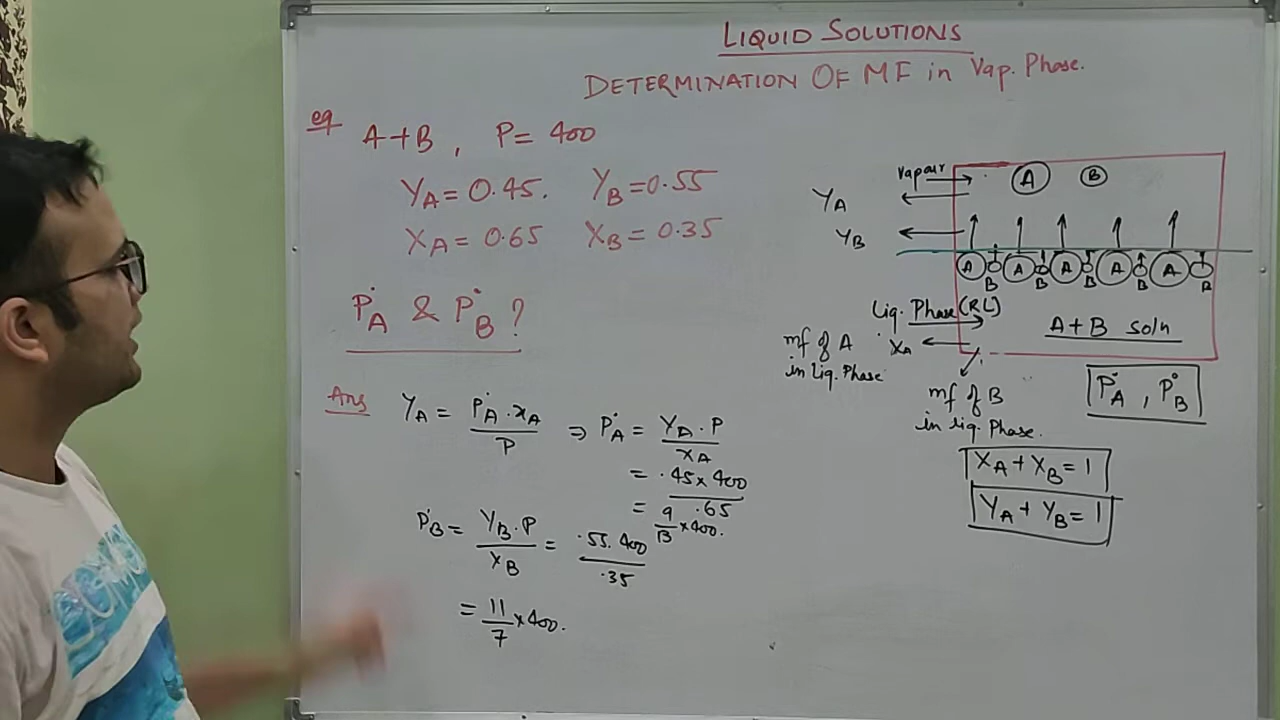 LIQUID SOLUTIONS
DETERMINATION OF MF in Vap. Phase.
eg A+B, P= 400
YA = 0.45. YB = 0.55
XA = 0.65 XB = 0.35
P°A & P°B ?
Ans YA = P°A . xA / P ⇒ P°A = YA . P / xA
= .45 x 400 / .65
= 9/13 x 400.
P°B = YB . P / xB = .55 . 400 / .35
= 11/7 x 400.
Vapour → A B
YA
YB
A B A B A B A B A B
Liq. Phase (RL)
A+B soln
mf of A XA
in Liq. Phase
mf of B
in liq. Phase.
P°A , P°B
XA + XB = 1
YA + YB = 1